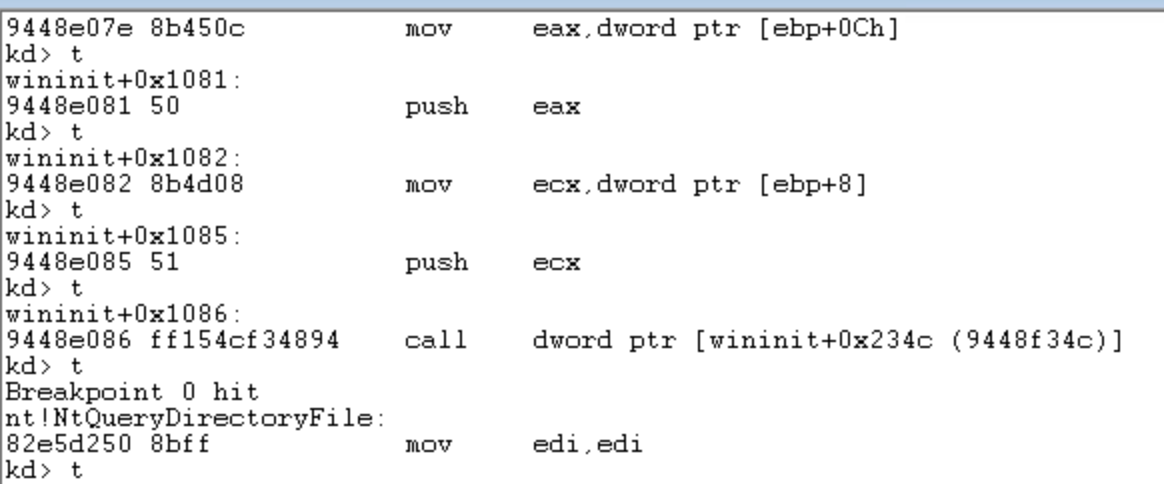 9448e07e 8b450c mov eax,dword ptr [ebp+0Ch]
kd> t
wininit+0x1081:
9448e081 50 push eax
kd> t
wininit+0x1082:
9448e082 8b4d08 mov ecx,dword ptr [ebp+8]
kd> t
wininit+0x1085:
9448e085 51 push ecx
kd> t
wininit+0x1086:
9448e086 ff154cf34894 call dword ptr [wininit+0x234c (9448f34c)]
kd> t
Breakpoint 0 hit
nt!NtQueryDirectoryFile:
82e5d250 8bff mov edi,edi
kd> t